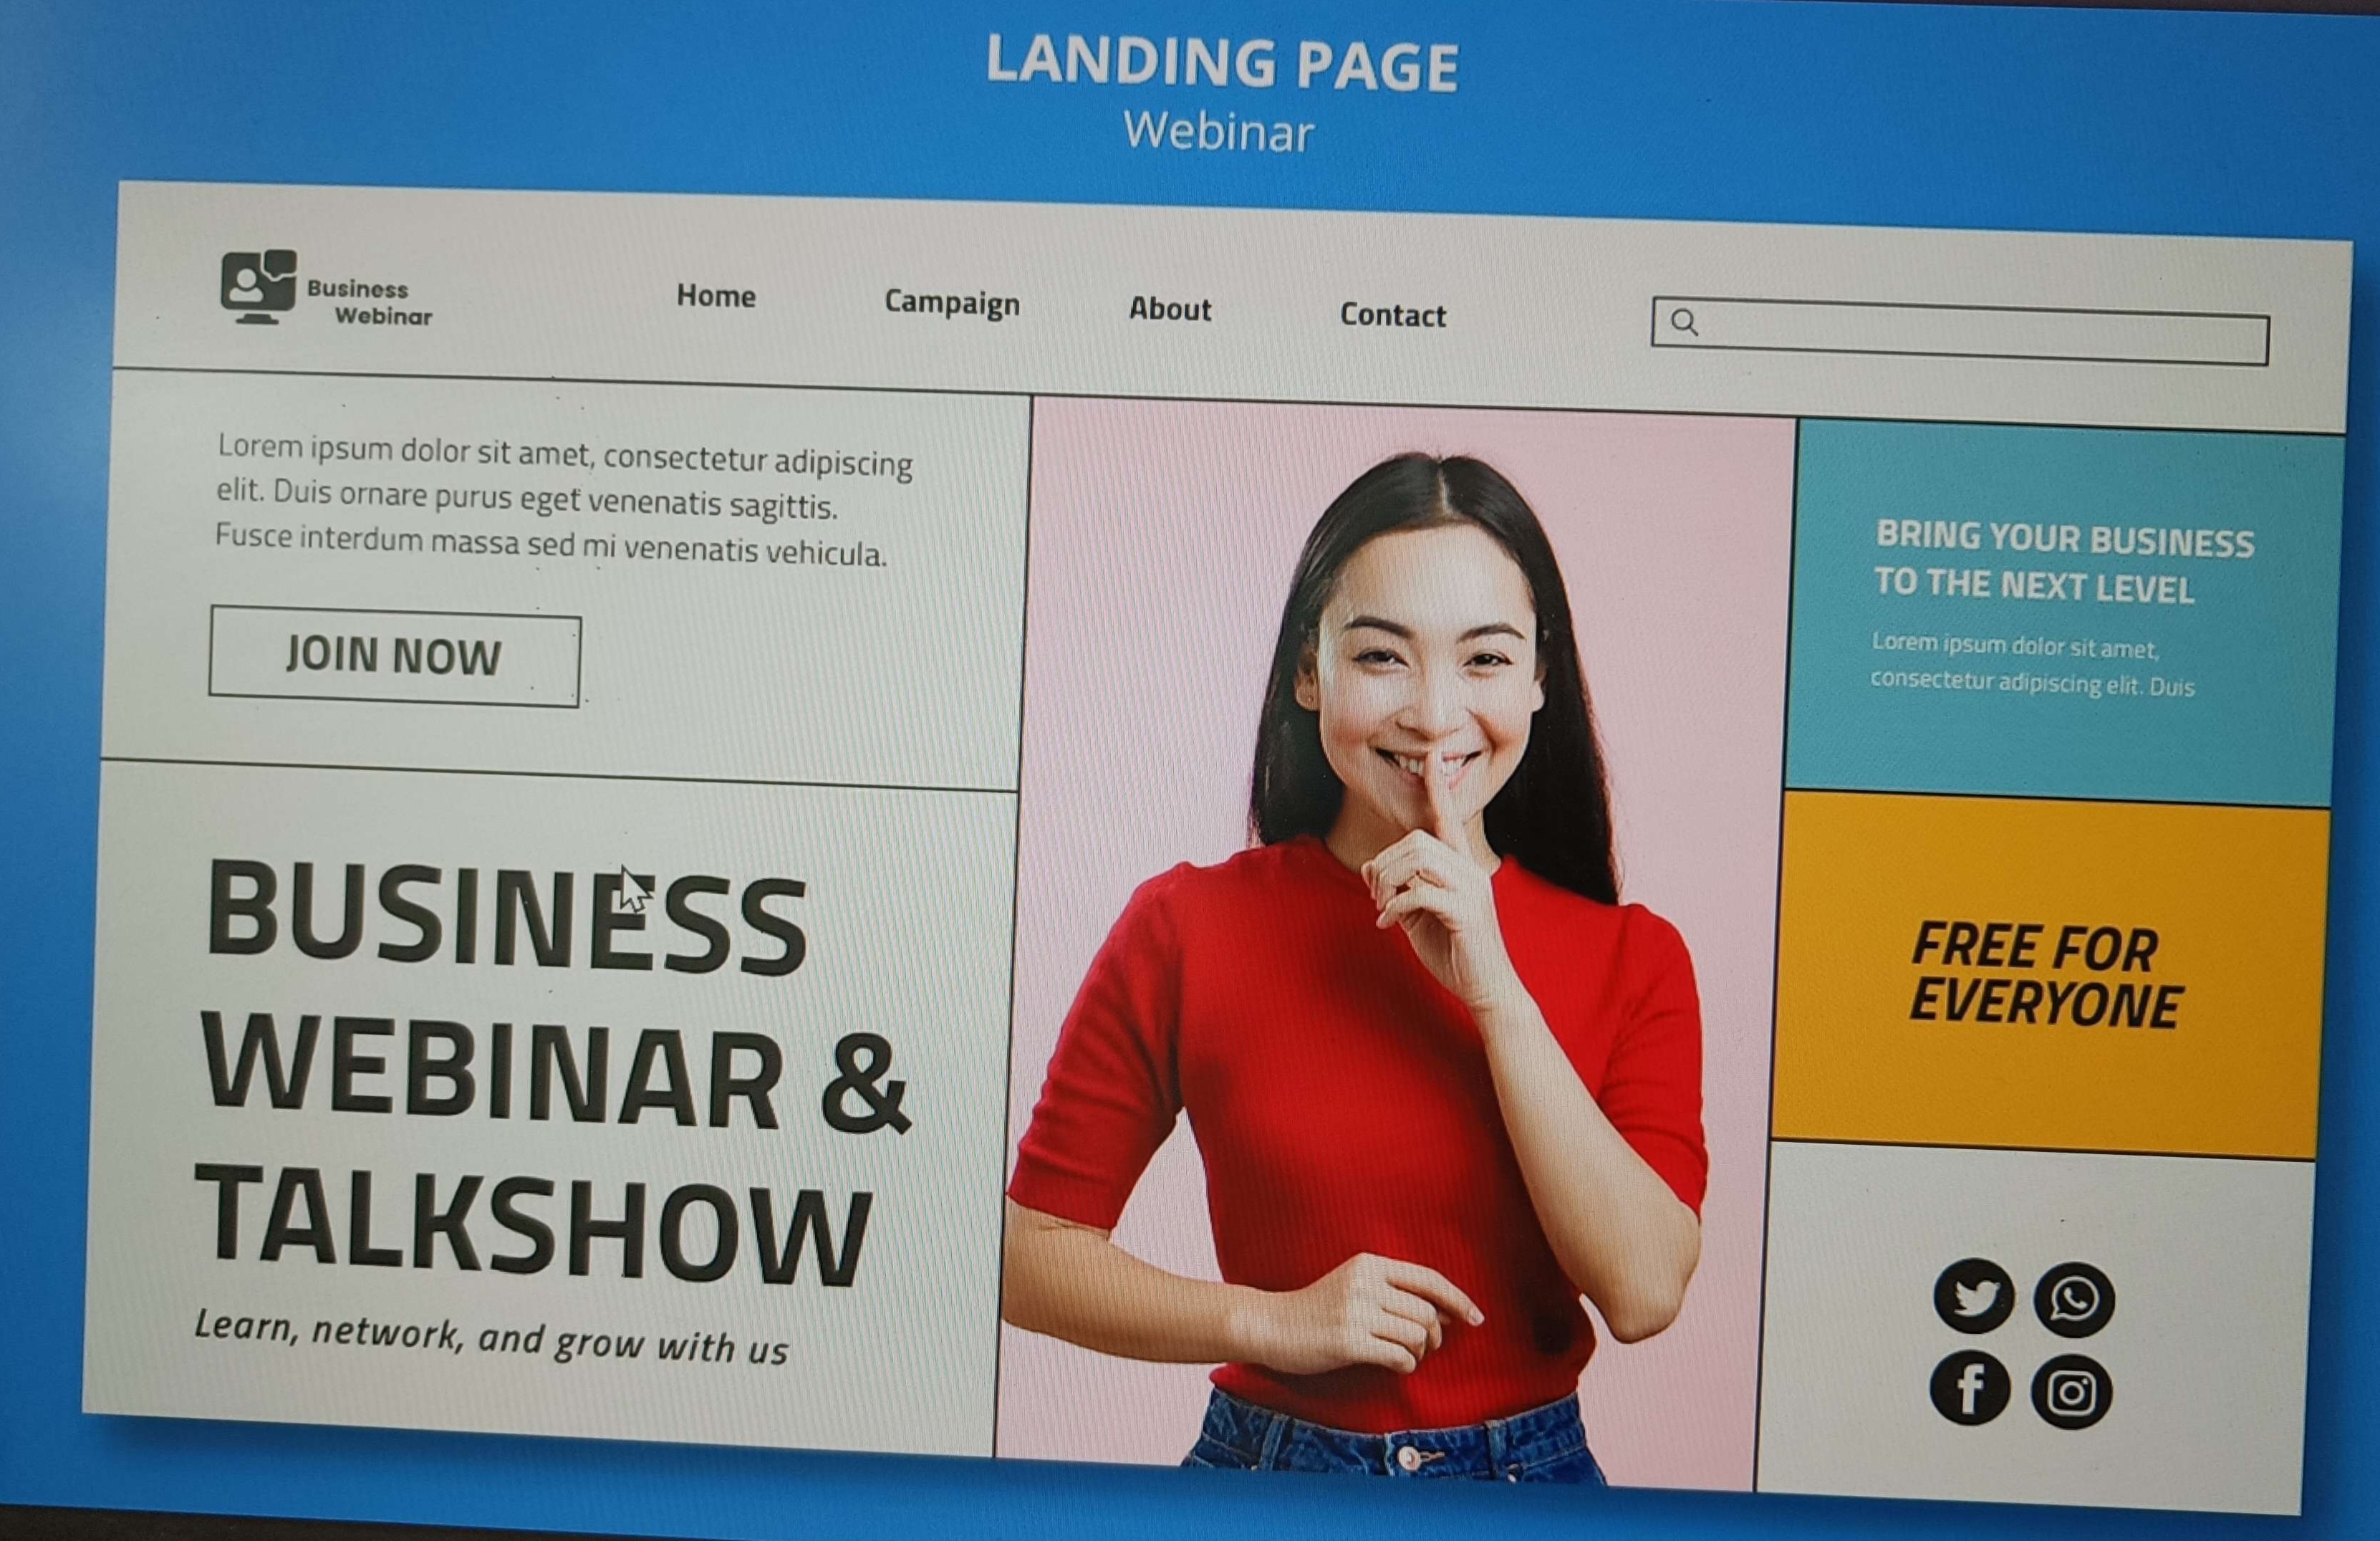 LANDING PAGE
Webinar
Business
Webinar
Home
Campaign
About
Contact
Lorem ipsum dolor sit amet, consectetur adipiscing
elit. Duis ornare purus eget venenatis sagittis.
Fusce interdum massa sed mi venenatis vehicula.
JOIN NOW
BUSINESS
WEBINAR &
TALKSHOW
Learn, network, and grow with us
BRING YOUR BUSINESS
TO THE NEXT LEVEL
Lorem ipsum dolor sit amet,
consectetur adipiscing elit. Duis
FREE FOR
EVERYONE